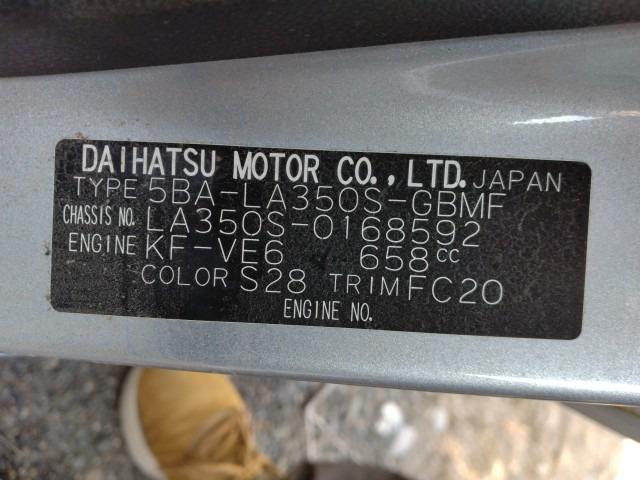 DAIHATSU MOTOR CO., LTD. JAPAN
TYPE 5BA-LA350S-GBMF
CHASSIS NO. LA350S-0168592
ENGINE KF-VE6 658cc
COLOR S28 TRIM FC20
ENGINE NO.